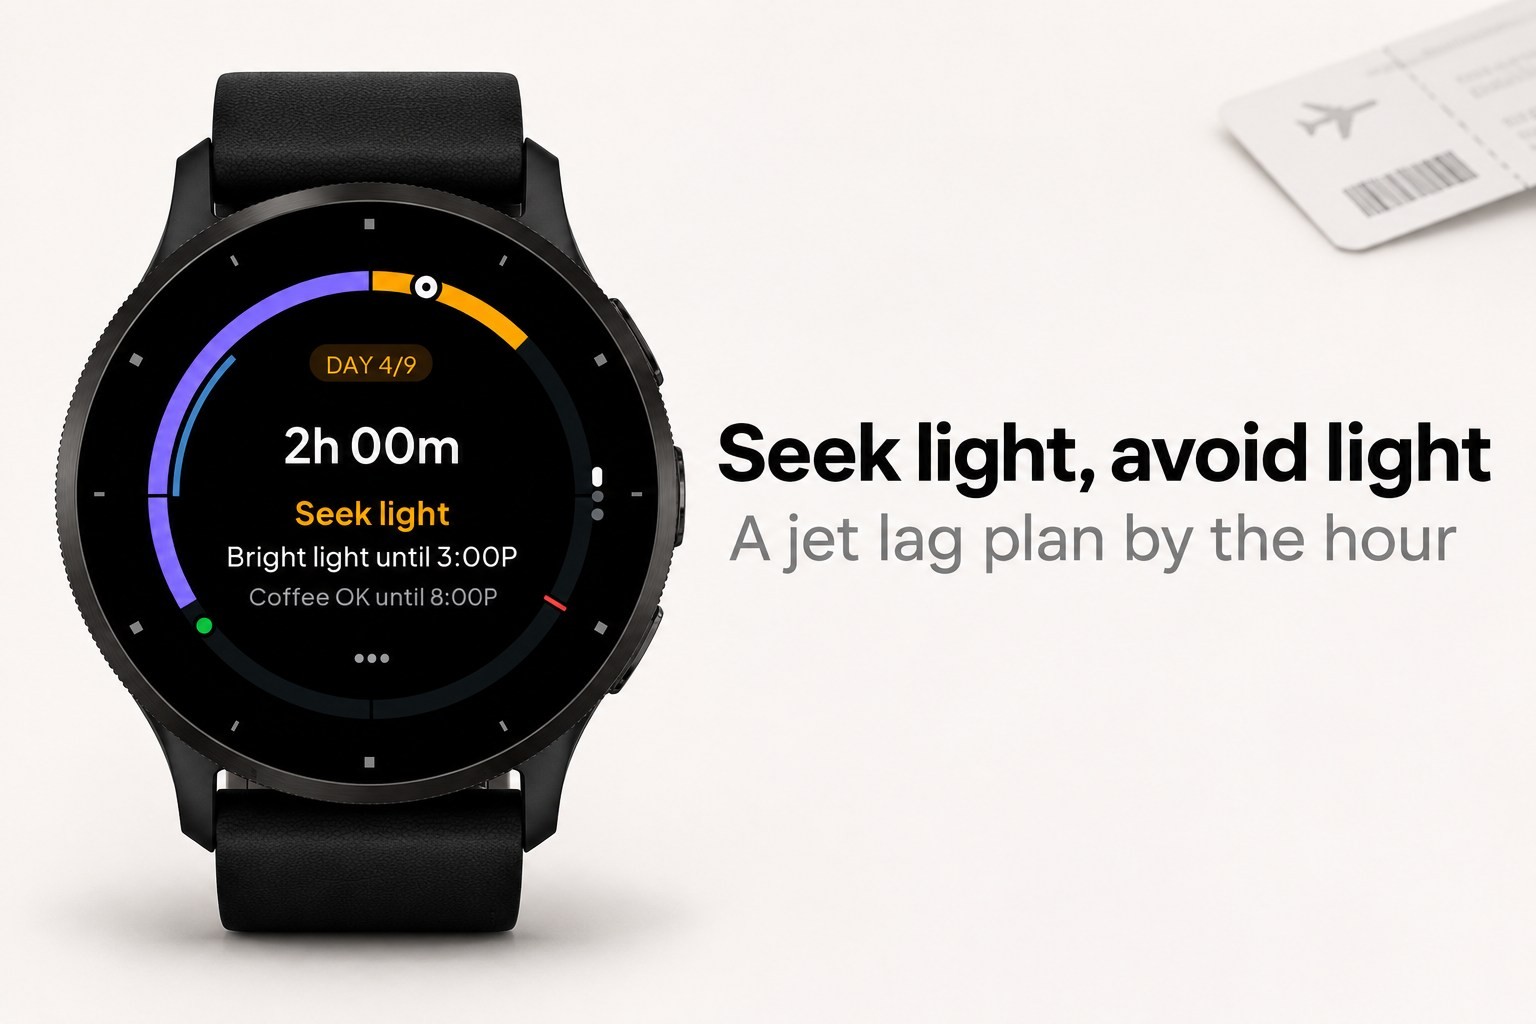 DAY 4/9
2h 00m
Seek light
Bright light until 3:00P
Coffee OK until 8:00P
Seek light, avoid light
A jet lag plan by the hour